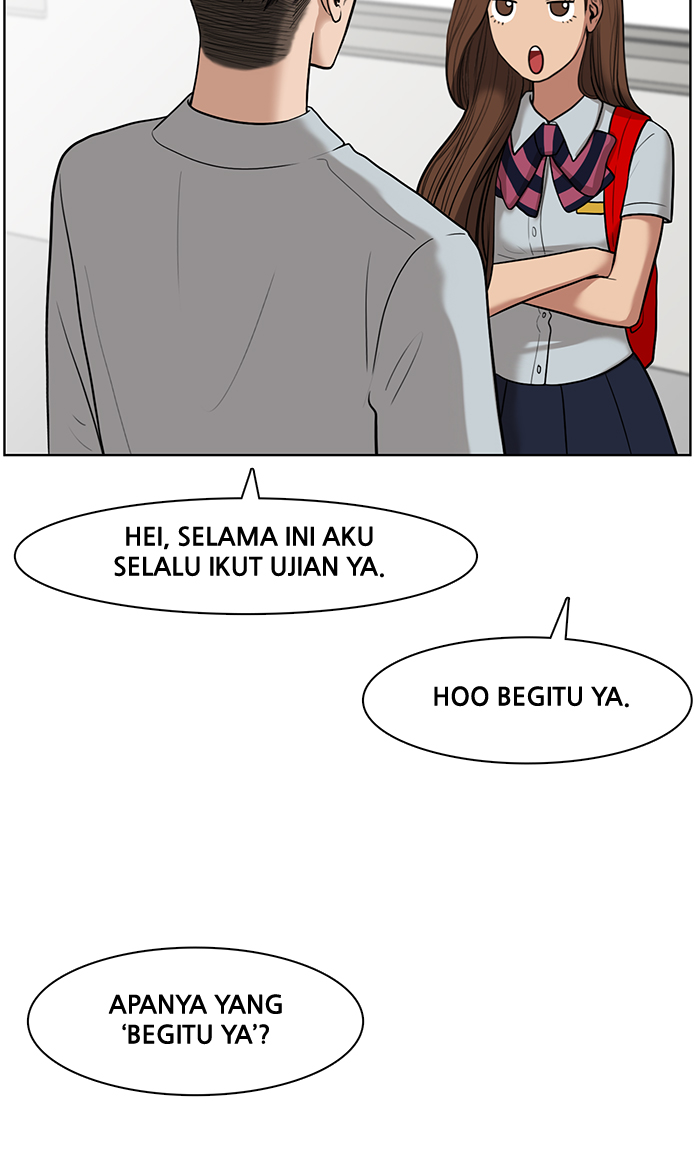 HEI, SELAMA INI AKU
SELALU IKUT UJIAN YA.
HOO BEGITU YA.
APANYA YANG
‘BEGITU YA’?